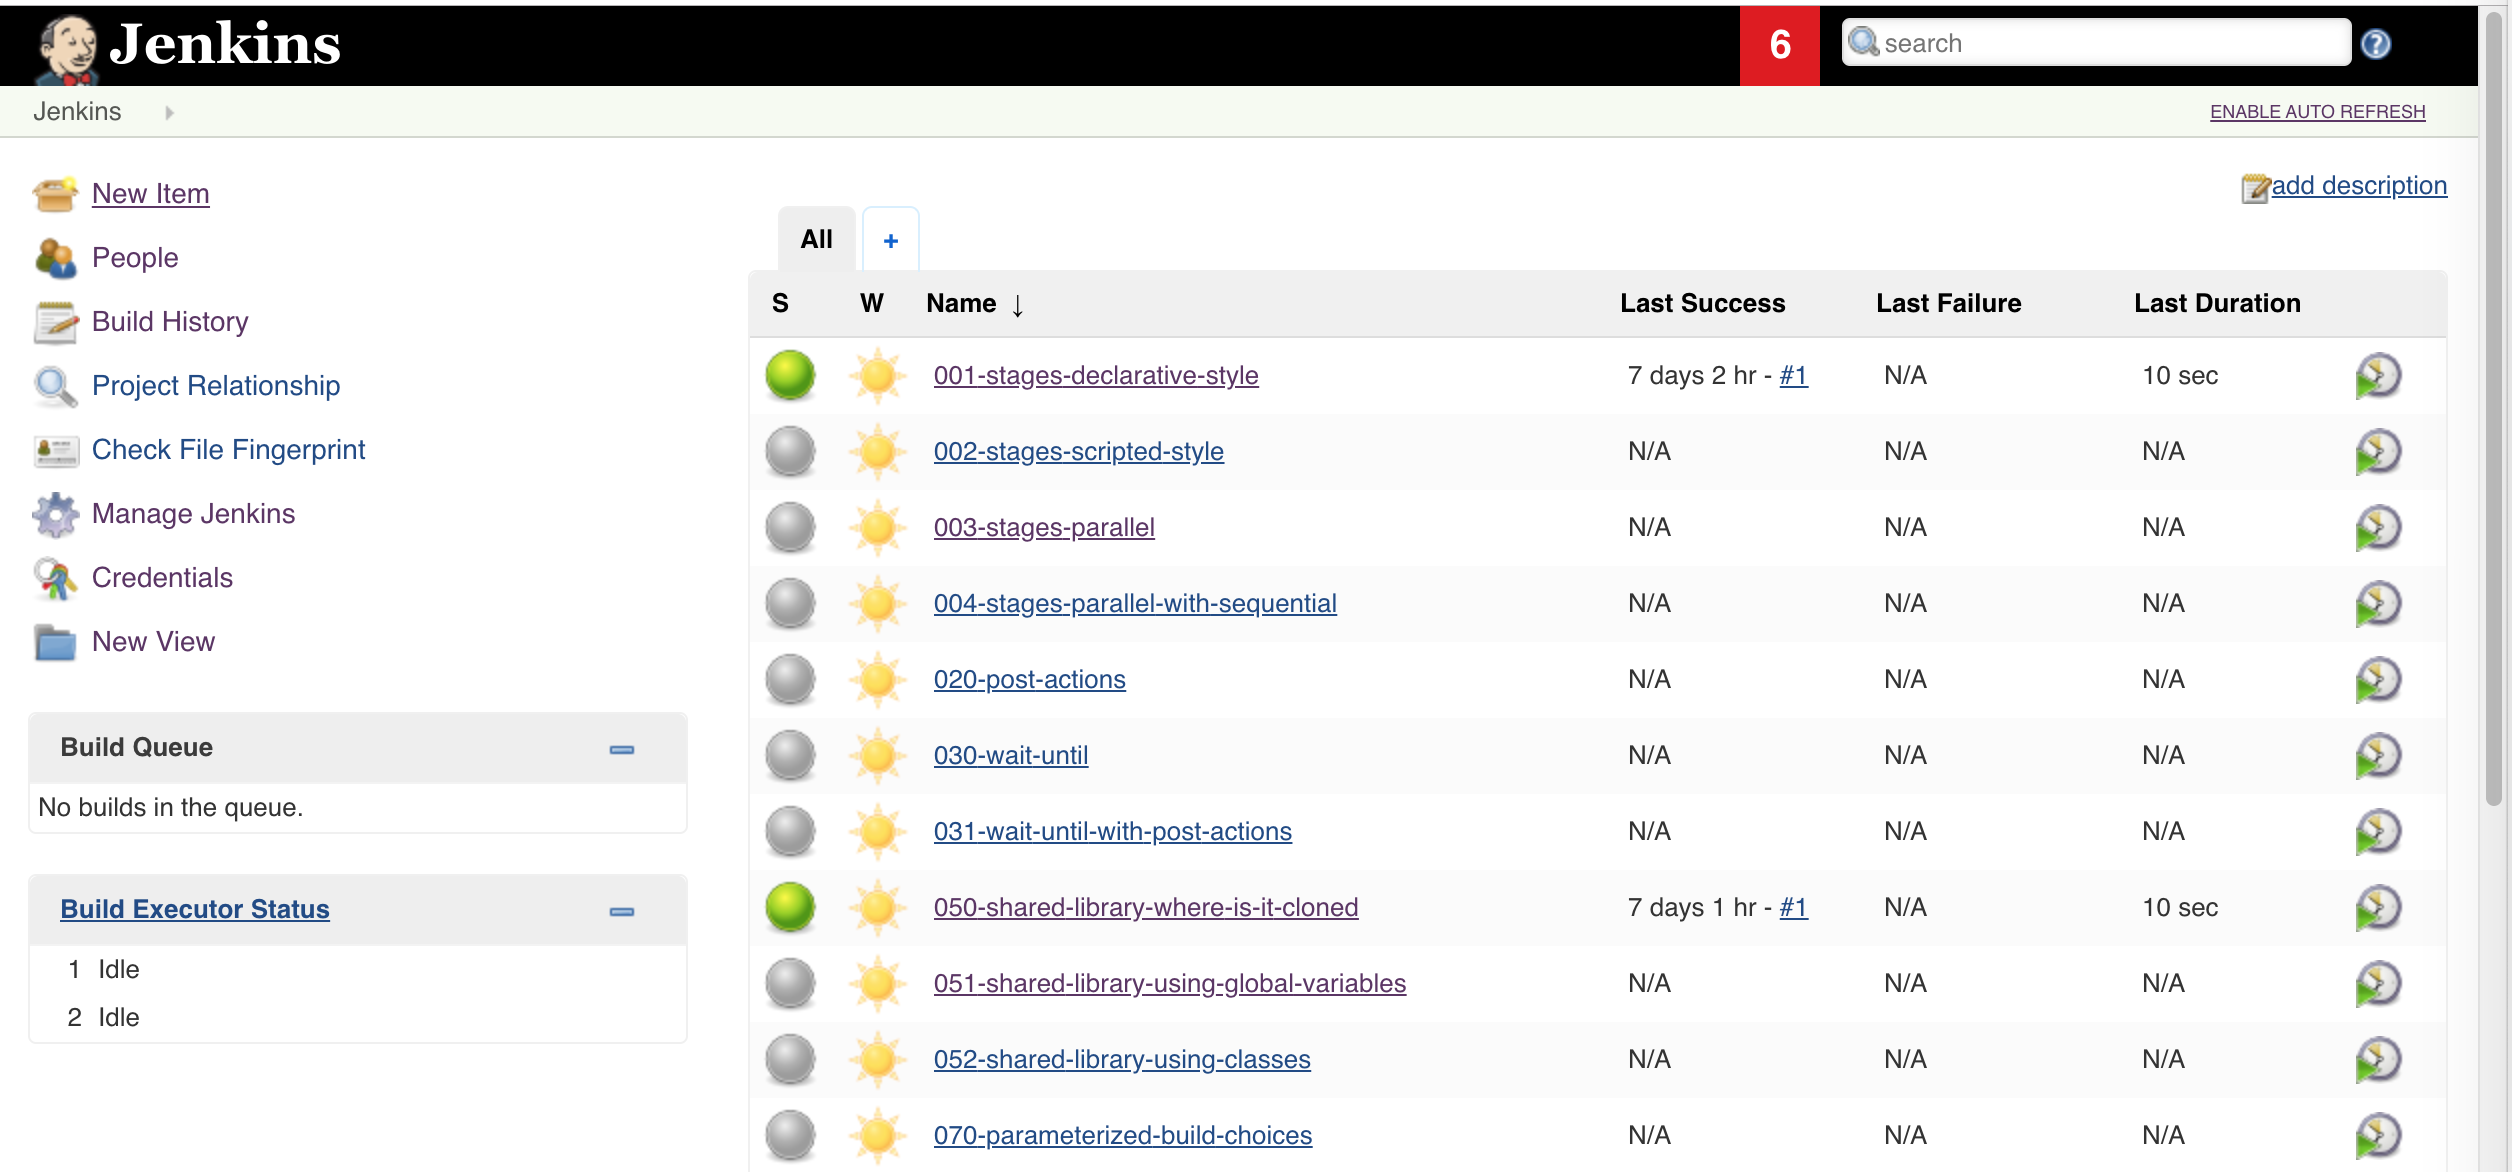 Jenkins
6
search
Jenkins
ENABLE AUTO REFRESH
New Item
People
Build History
Project Relationship
Check File Fingerprint
Manage Jenkins
Credentials
New View
Build Queue
No builds in the queue.
Build Executor Status
1 Idle
2 Idle
add description
All +
S W Name ↓ Last Success Last Failure Last Duration
001-stages-declarative-style 7 days 2 hr - #1 N/A 10 sec
002-stages-scripted-style N/A N/A N/A
003-stages-parallel N/A N/A N/A
004-stages-parallel-with-sequential N/A N/A N/A
020-post-actions N/A N/A N/A
030-wait-until N/A N/A N/A
031-wait-until-with-post-actions N/A N/A N/A
050-shared-library-where-is-it-cloned 7 days 1 hr - #1 N/A 10 sec
051-shared-library-using-global-variables N/A N/A N/A
052-shared-library-using-classes N/A N/A N/A
070-parameterized-build-choices N/A N/A N/A